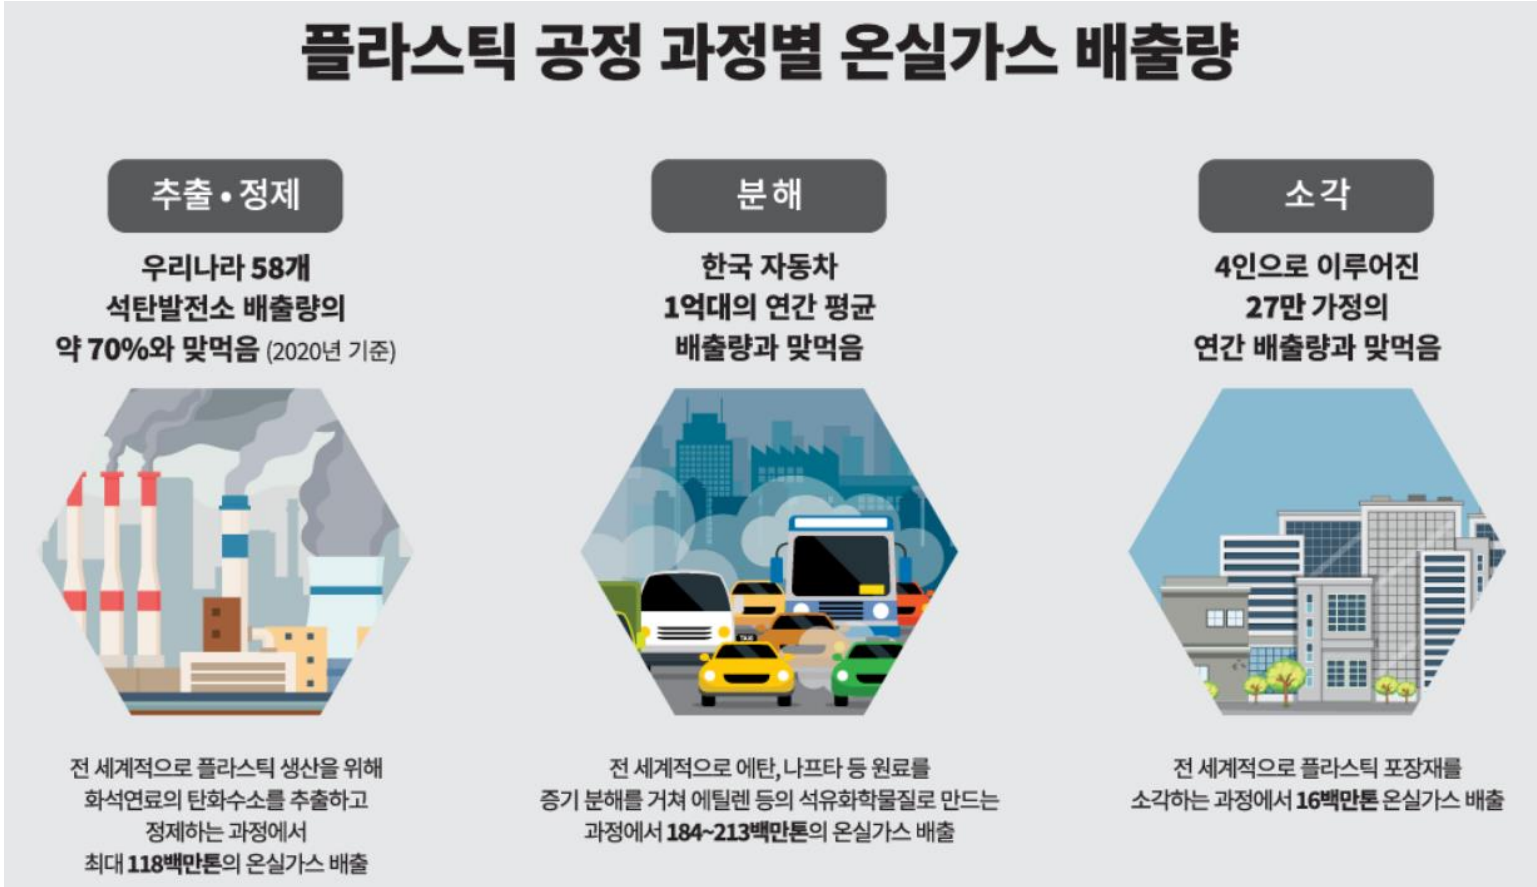 플라스틱 공정 과정별 온실가스 배출량
추출 • 정제
우리나라 58개
석탄발전소 배출량의
약 70%와 맞먹음 (2020년 기준)
전 세계적으로 플라스틱 생산을 위해
화석연료의 탄화수소를 추출하고
정제하는 과정에서
최대 118백만톤의 온실가스 배출
분해
한국 자동차
1억대의 연간 평균
배출량과 맞먹음
TAXI
전 세계적으로 에탄, 나프타 등 원료를
증기 분해를 거쳐 에틸렌 등의 석유화학물질로 만드는
과정에서 184~213백만톤의 온실가스 배출
소각
4인으로 이루어진
27만 가정의
연간 배출량과 맞먹음
전 세계적으로 플라스틱 포장재를
소각하는 과정에서 16백만톤 온실가스 배출